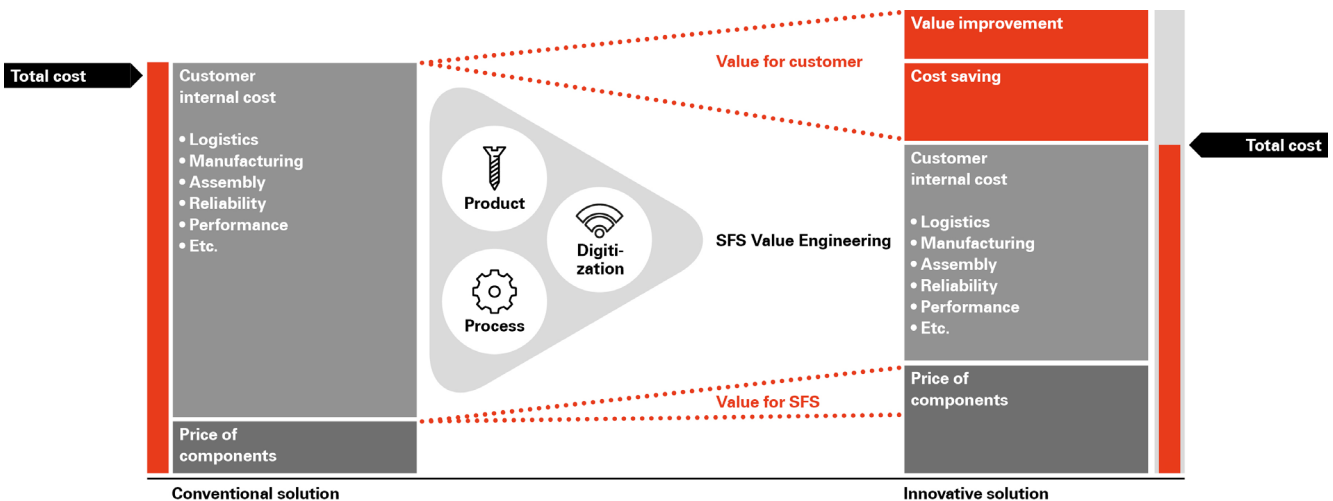 Total cost
Customer
internal cost
• Logistics
• Manufacturing
• Assembly
• Reliability
• Performance
• Etc.
Price of
components
Conventional solution
Product
Digiti-
zation
Process
Value for customer
SFS Value Engineering
Value for SFS
Value improvement
Cost saving
Customer
internal cost
• Logistics
• Manufacturing
• Assembly
• Reliability
• Performance
• Etc.
Price of
components
Innovative solution
Total cost